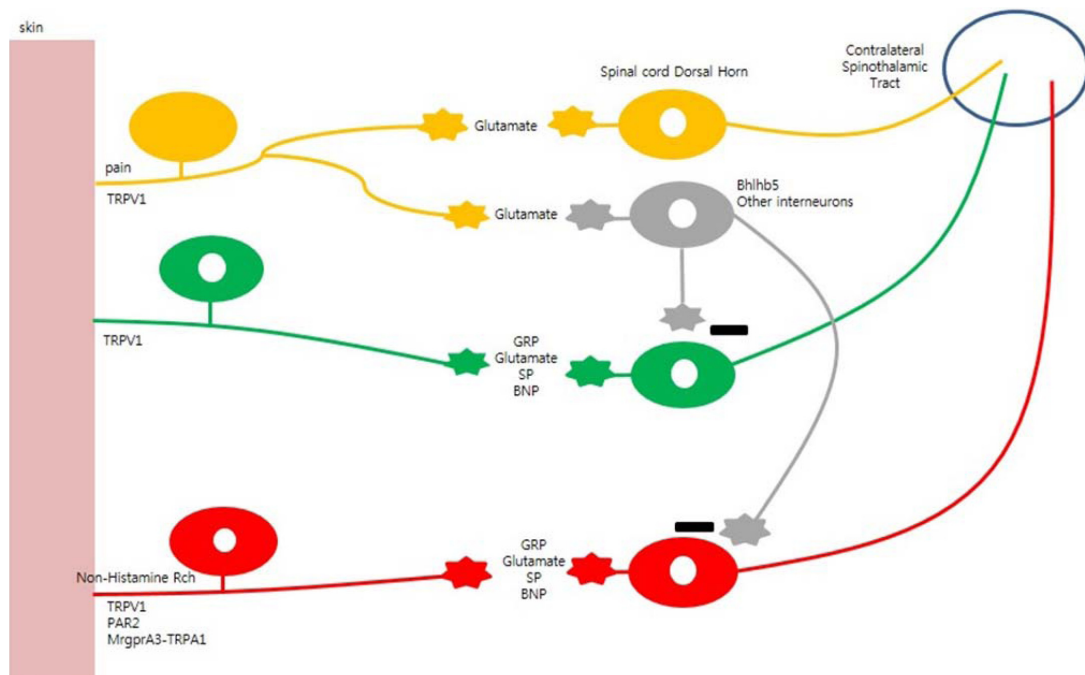 skin
Contralateral
Spinothalamic
Tract
Spinal cord Dorsal Horn
Glutamate
pain
TRPV1
Glutamate
Bhlhb5
Other interneurons
TRPV1
GRP
Glutamate
SP
BNP
GRP
Glutamate
SP
BNP
Non-Histamine Rch
TRPV1
PAR2
MrgprA3-TRPA1